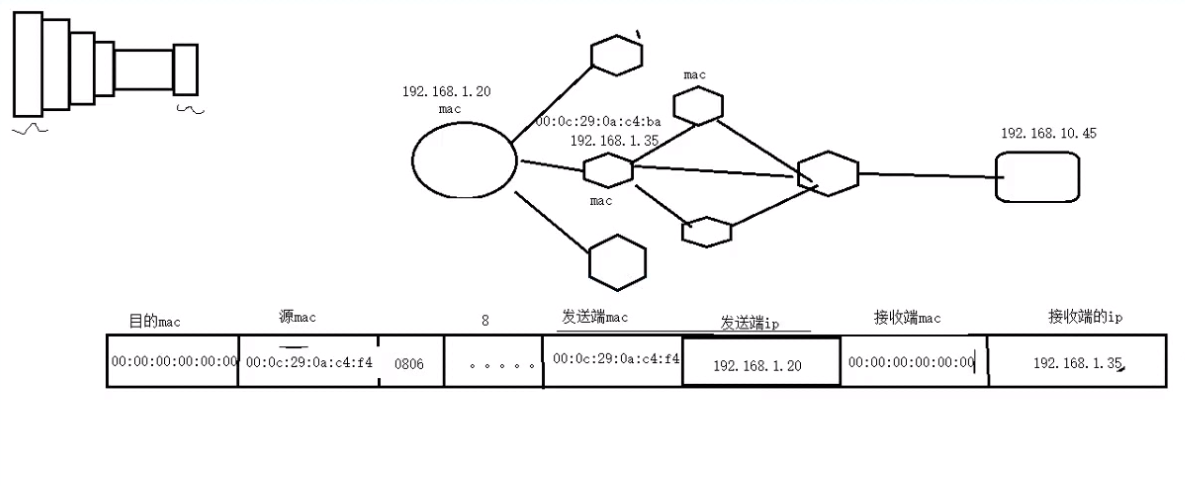 mac
192.168.1.20
mac
00:0c:29:0a:c4:ba
192.168.1.35
192.168.10.45
mac
目的mac
源mac
8
发送端mac
发送端ip
接收端mac
接收端的ip
00:00:00:00:00:00
00:0c:29:0a:c4:f4
0806
。。。。。
00:0c:29:0a:c4:f4
192.168.1.20
00:00:00:00:00:00
192.168.1.35